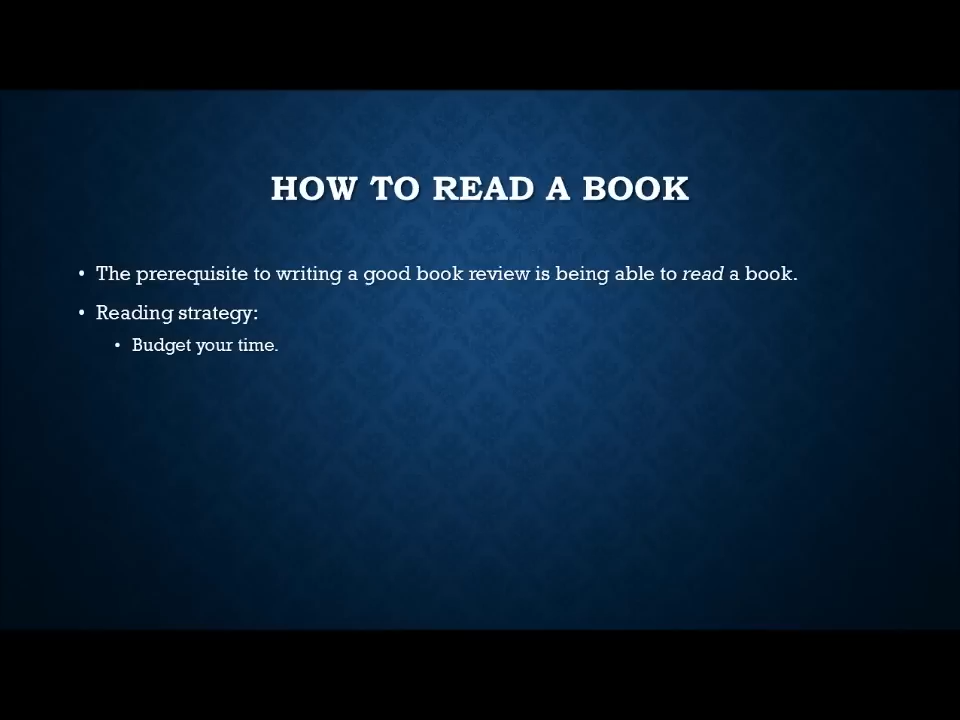 HOW TO READ A BOOK
• The prerequisite to writing a good book review is being able to read a book.
• Reading strategy:
• Budget your time.